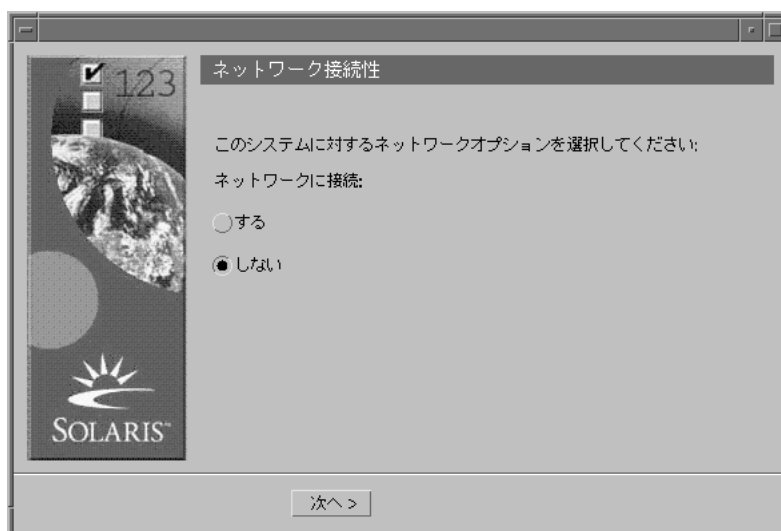 123
ネットワーク接続性
このシステムに対するネットワークオプションを選択してください:
ネットワークに接続:
する
しない
SOLARIS™
次へ >